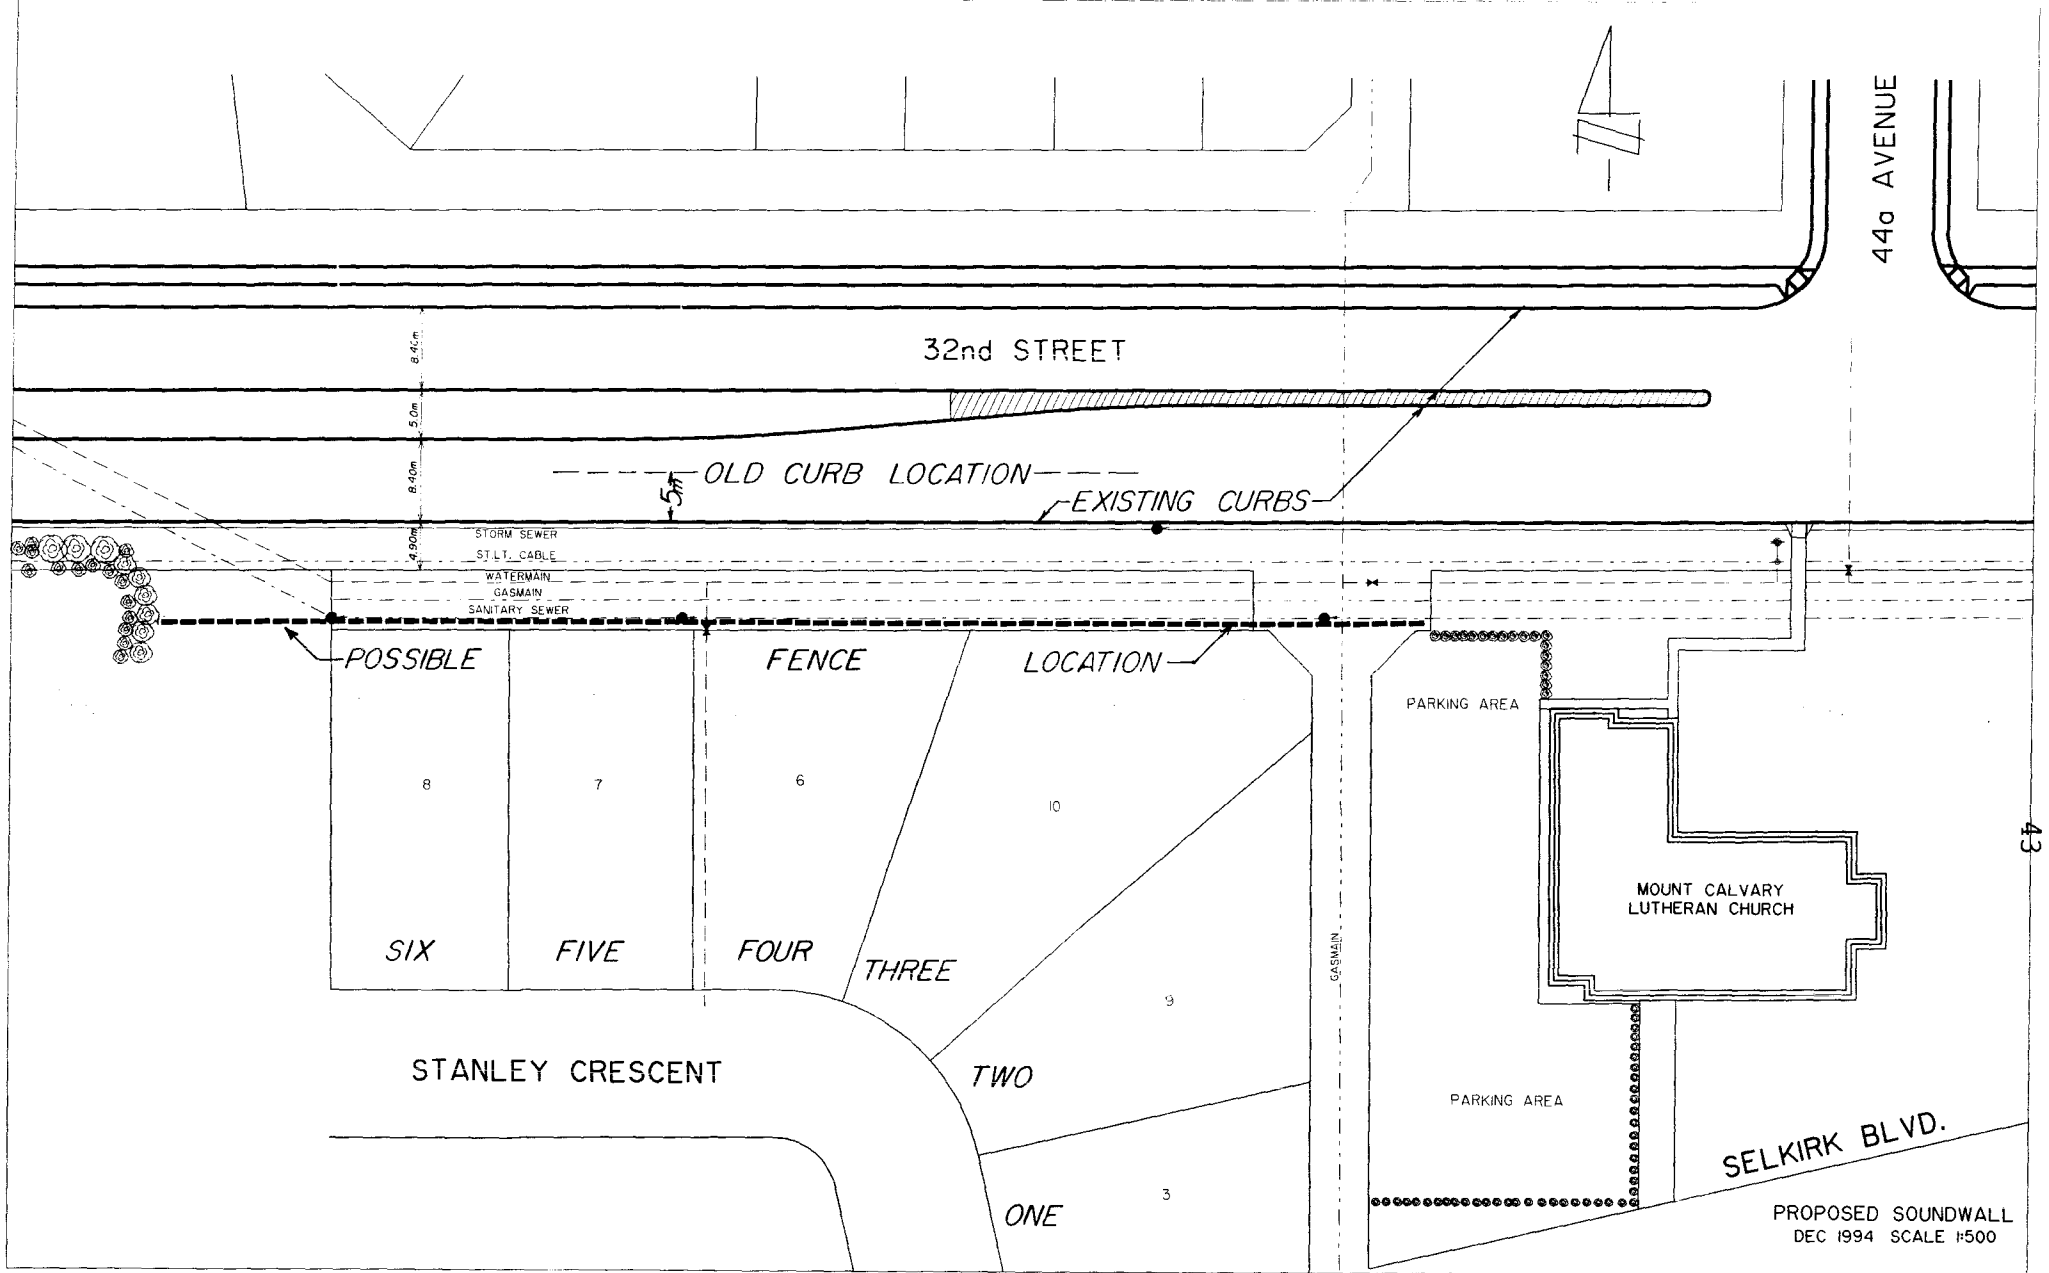 44a AVENUE
N
8.40m
32nd STREET
5.0m
8.40m
OLD CURB LOCATION
5m
EXISTING CURBS
4.90m
STORM SEWER
ST.LT. CABLE
WATERMAIN
GASMAIN
SANITARY SEWER
POSSIBLE FENCE LOCATION
PARKING AREA
8
7
6
10
43
MOUNT CALVARY
LUTHERAN CHURCH
SIX
FIVE
FOUR
THREE
GASMAIN
9
STANLEY CRESCENT
TWO
PARKING AREA
SELKIRK BLVD.
3
ONE
PROPOSED SOUNDWALL
DEC 1994 SCALE 1:500